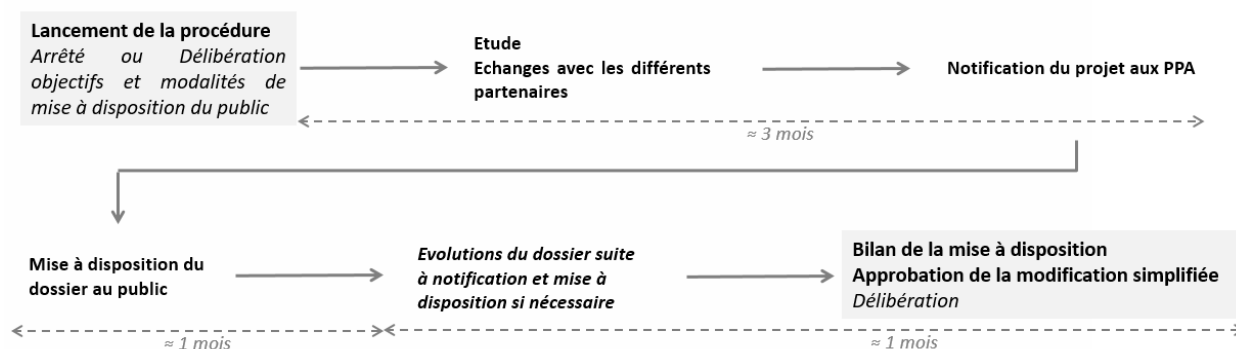 Lancement de la procédure
Arrêté ou Délibération
objectifs et modalités de
mise à disposition du public
Etude
Echanges avec les différents
partenaires
Notification du projet aux PPA
≈ 3 mois
Mise à disposition du
dossier au public
Evolutions du dossier suite
à notification et mise à
disposition si nécessaire
Bilan de la mise à disposition
Approbation de la modification simplifiée
Délibération
≈ 1 mois
≈ 1 mois